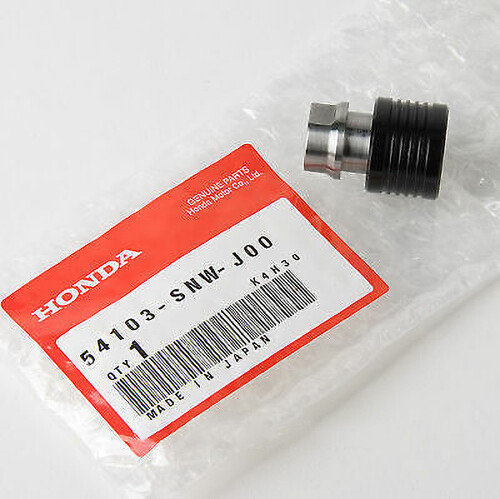 GENUINE PARTS
Honda Motor Co., Ltd.
HONDA
54103-SNW-J00
K4H30
QTY 1
MADE IN JAPAN